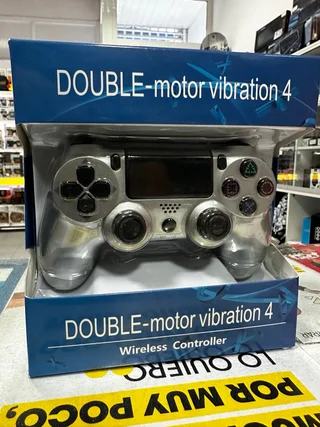 DOUBLE-motor vibration 4
DOUBLE-motor vibration 4
Wireless Controller
LO QUIERO
POR MUY POCO,